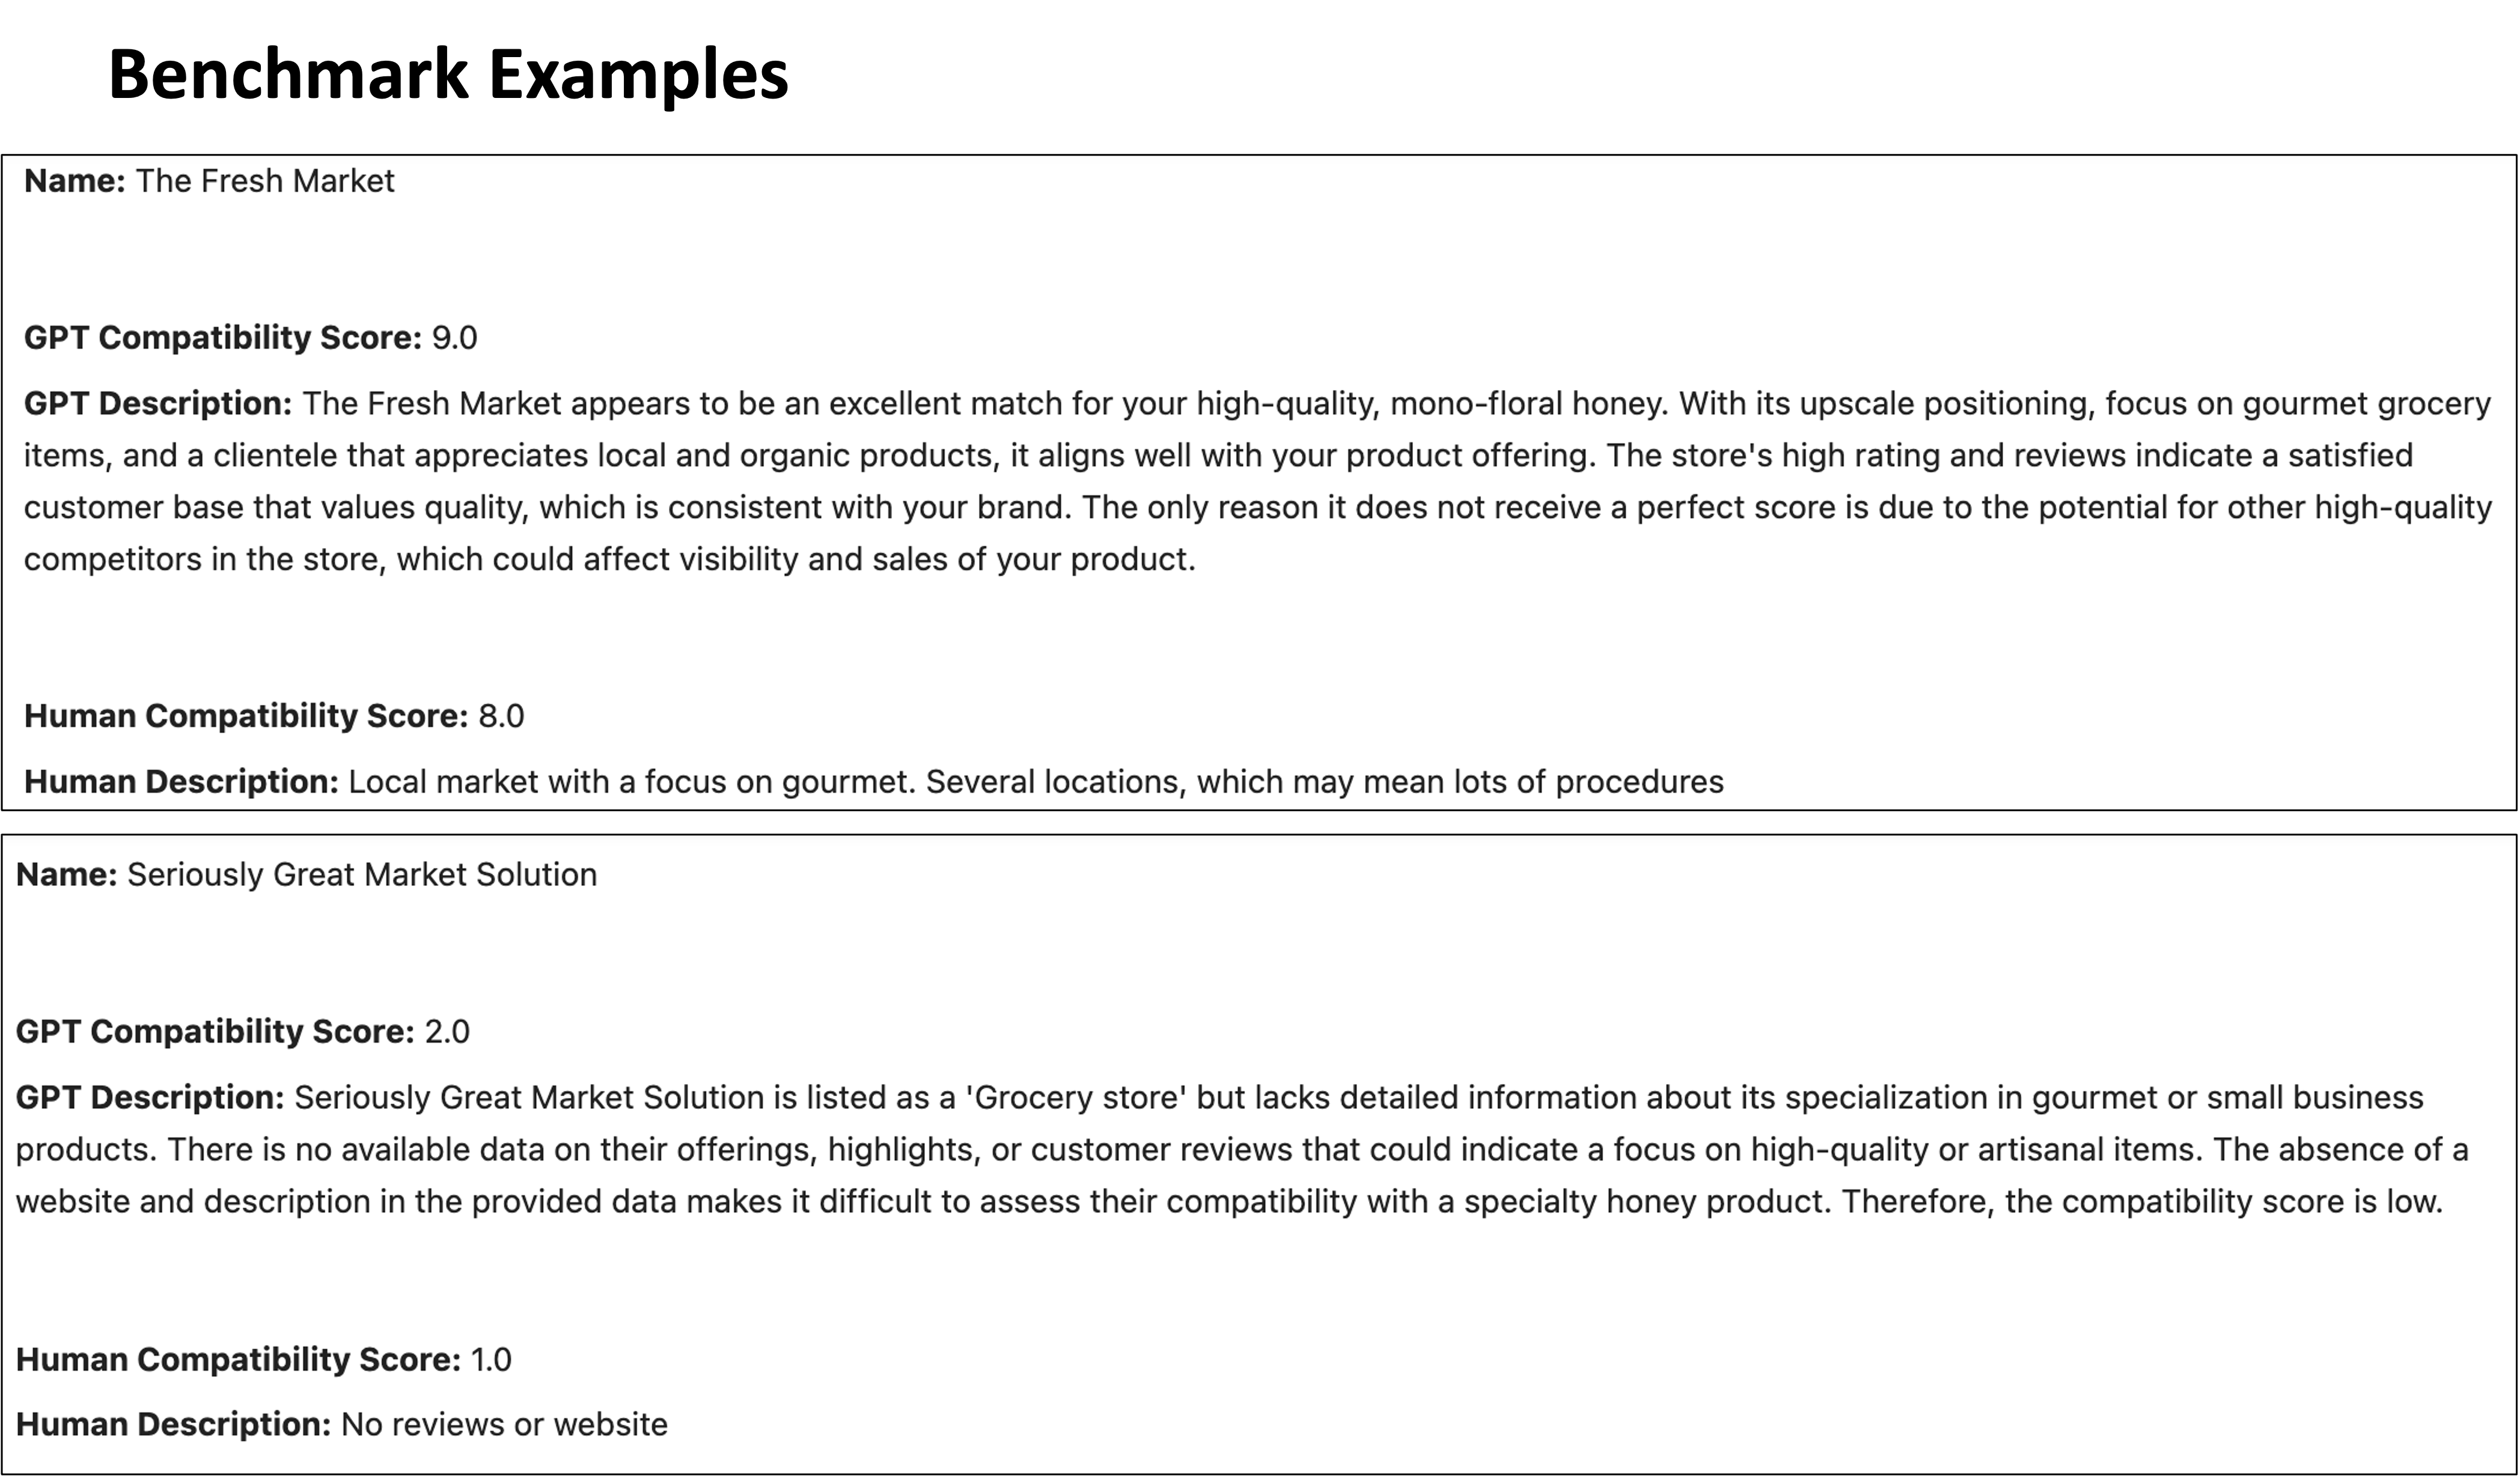 Benchmark Examples
Name: The Fresh Market
GPT Compatibility Score: 9.0
GPT Description: The Fresh Market appears to be an excellent match for your high-quality, mono-floral honey. With its upscale positioning, focus on gourmet grocery
items, and a clientele that appreciates local and organic products, it aligns well with your product offering. The store's high rating and reviews indicate a satisfied
customer base that values quality, which is consistent with your brand. The only reason it does not receive a perfect score is due to the potential for other high-quality
competitors in the store, which could affect visibility and sales of your product.
Human Compatibility Score: 8.0
Human Description: Local market with a focus on gourmet. Several locations, which may mean lots of procedures
Name: Seriously Great Market Solution
GPT Compatibility Score: 2.0
GPT Description: Seriously Great Market Solution is listed as a 'Grocery store' but lacks detailed information about its specialization in gourmet or small business
products. There is no available data on their offerings, highlights, or customer reviews that could indicate a focus on high-quality or artisanal items. The absence of a
website and description in the provided data makes it difficult to assess their compatibility with a specialty honey product. Therefore, the compatibility score is low.
Human Compatibility Score: 1.0
Human Description: No reviews or website